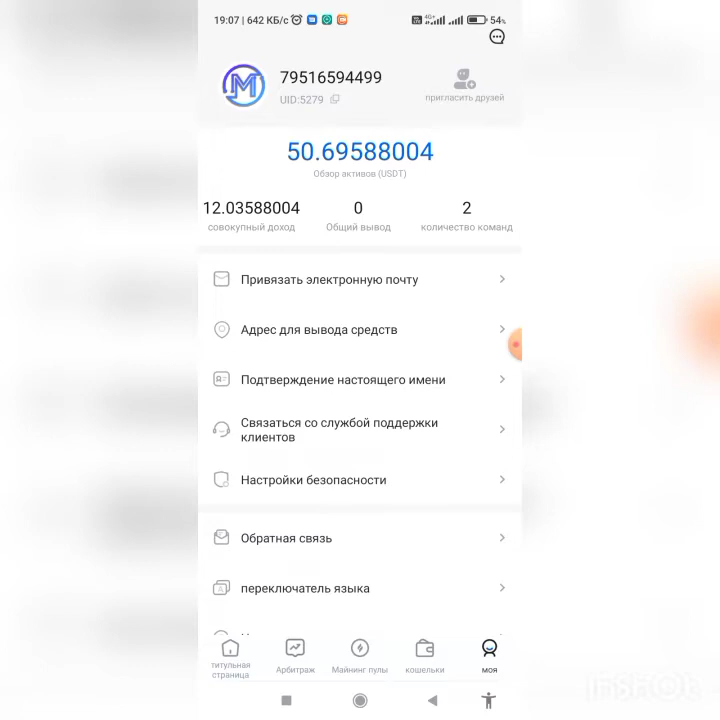 19:07 | 642 КБ/с
4G+
54%
79516594499
UID:5279
пригласить друзей
50.69588004
Обзор активов (USDT)
12.03588004 0 2
совокупный доход Общий вывод количество команд
Привязать электронную почту
Адрес для вывода средств
Подтверждение настоящего имени
Связаться со службой поддержки
клиентов
Настройки безопасности
Обратная связь
переключатель языка
титульная
страница
Арбитраж
Майнинг пулы
кошельки
моя